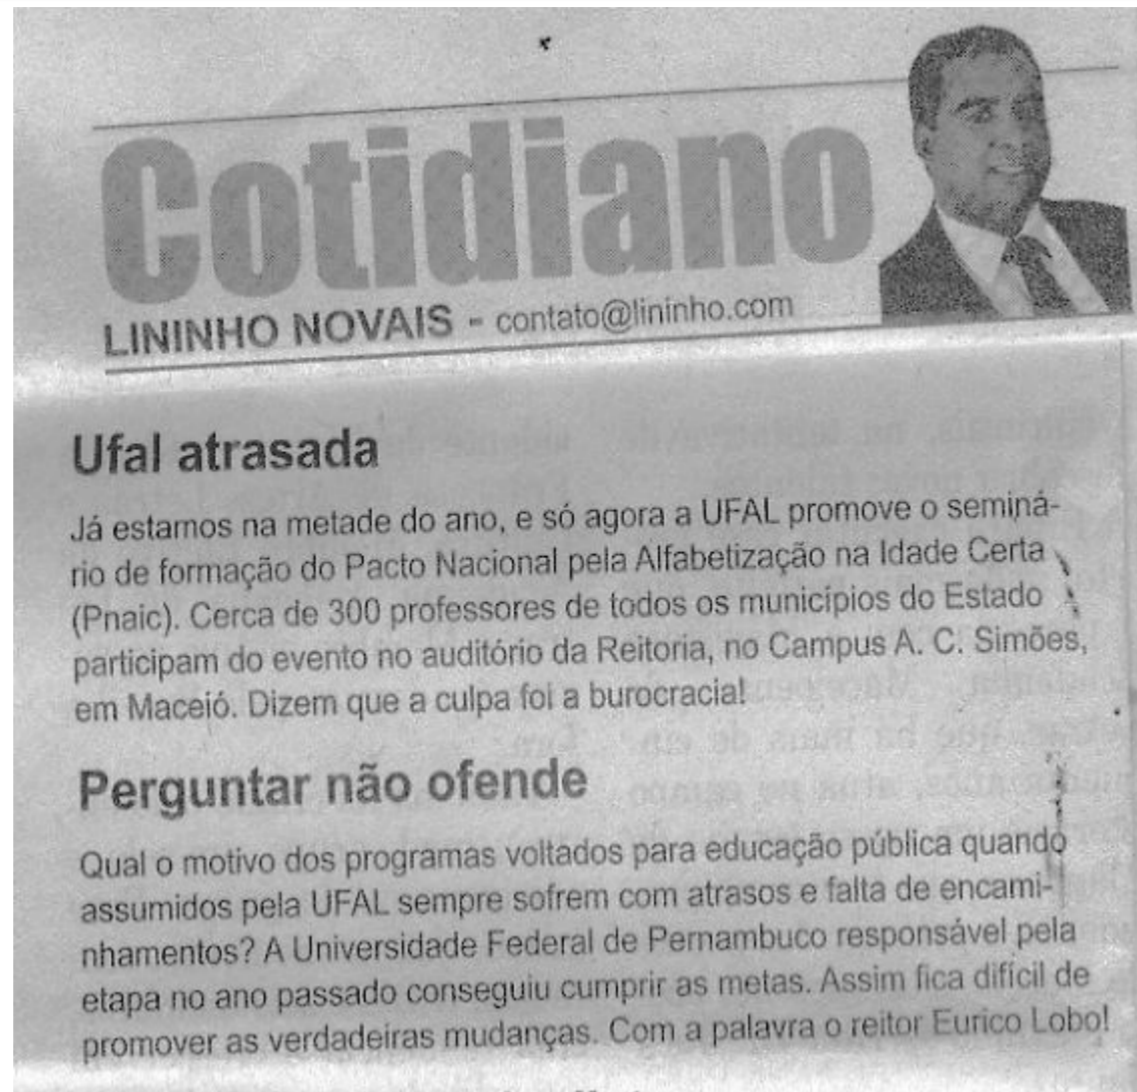 Cotidiano
LININHO NOVAIS - contato@lininho.com
Ufal atrasada
Já estamos na metade do ano, e só agora a UFAL promove o seminá-
rio de formação do Pacto Nacional pela Alfabetização na Idade Certa
(Pnaic). Cerca de 300 professores de todos os municípios do Estado
participam do evento no auditório da Reitoria, no Campus A. C. Simões,
em Maceió. Dizem que a culpa foi a burocracia!
Perguntar não ofende
Qual o motivo dos programas voltados para educação pública quando
assumidos pela UFAL sempre sofrem com atrasos e falta de encami-
nhamentos? A Universidade Federal de Pernambuco responsável pela
etapa no ano passado conseguiu cumprir as metas. Assim fica difícil de
promover as verdadeiras mudanças. Com a palavra o reitor Eurico Lobo!